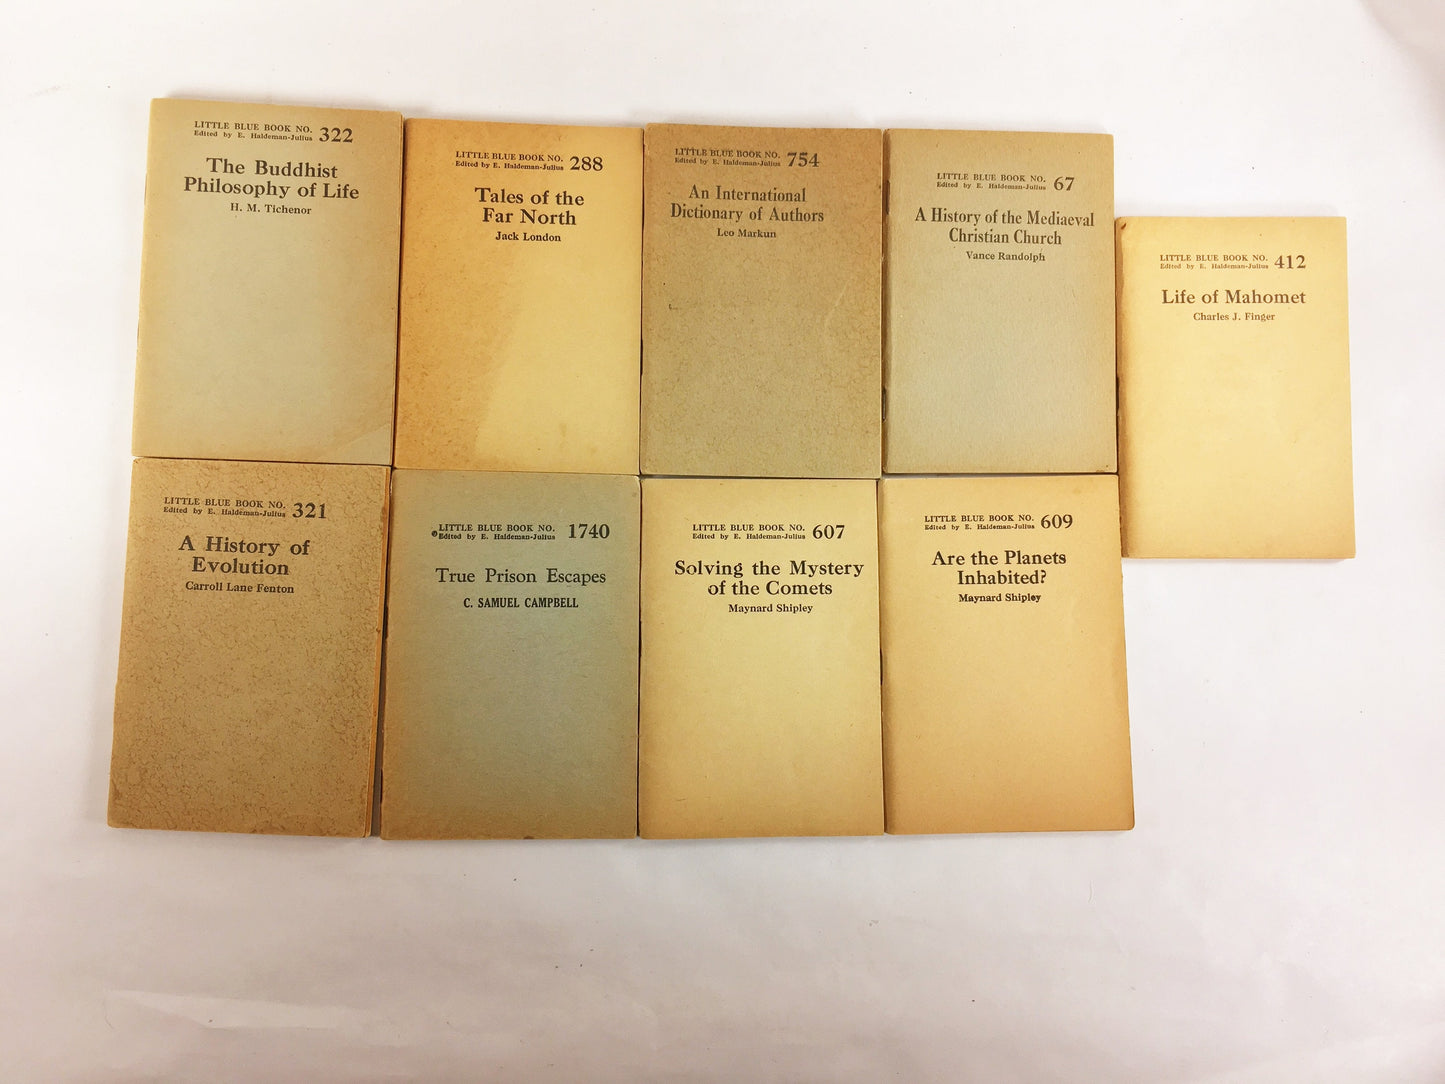 LITTLE BLUE BOOK NO. 322
Edited by E. Haldeman-Julius
The Buddhist
Philosophy of Life
H. M. Tichenor
LITTLE BLUE BOOK NO. 288
Edited by E. Haldeman-Julius
Tales of the
Far North
Jack London
LITTLE BLUE BOOK NO. 754
Edited by E. Haldeman-Julius
An International
Dictionary of Authors
Leo Markun
LITTLE BLUE BOOK NO. 67
Edited by E. Haldeman-Julius
A History of the Mediaeval
Christian Church
Vance Randolph
LITTLE BLUE BOOK NO. 412
Edited by E. Haldeman-Julius
Life of Mahomet
Charles J. Finger
LITTLE BLUE BOOK NO. 321
Edited by E. Haldeman-Julius
A History of
Evolution
Carroll Lane Fenton
LITTLE BLUE BOOK NO. 1740
Edited by E. Haldeman-Julius
True Prison Escapes
C. SAMUEL CAMPBELL
LITTLE BLUE BOOK NO. 607
Edited by E. Haldeman-Julius
Solving the Mystery
of the Comets
Maynard Shipley
LITTLE BLUE BOOK NO. 609
Edited by E. Haldeman-Julius
Are the Planets
Inhabited?
Maynard Shipley